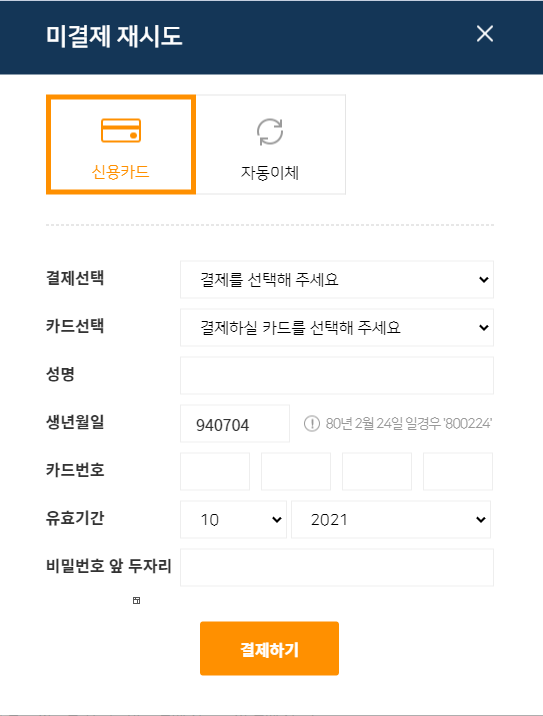 미결제 재시도
신용카드
자동이체
결제선택 결제를 선택해 주세요
카드선택 결제하실 카드를 선택해 주세요
성명
생년월일 940704 80년 2월 24일 일경우 '800224'
카드번호
유효기간 10 2021
비밀번호 앞 두자리
결제하기